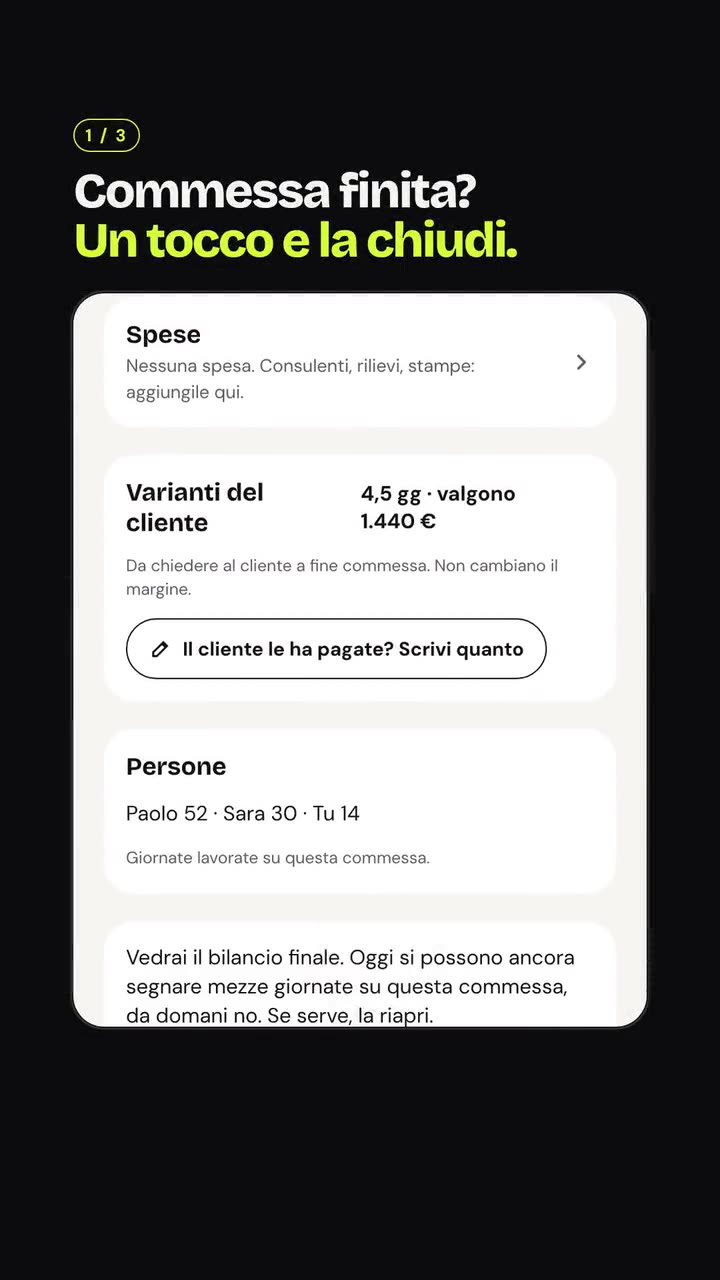 1 / 3
Commessa finita?
Un tocco e la chiudi.
Spese
Nessuna spesa. Consulenti, rilievi, stampe:
aggiungile qui.
Varianti del
cliente
4,5 gg · valgono
1.440 €
Da chiedere al cliente a fine commessa. Non cambiano il
margine.
Il cliente le ha pagate? Scrivi quanto
Persone
Paolo 52 · Sara 30 · Tu 14
Giornate lavorate su questa commessa.
Vedrai il bilancio finale. Oggi si possono ancora
segnare mezze giornate su questa commessa,
da domani no. Se serve, la riapri.